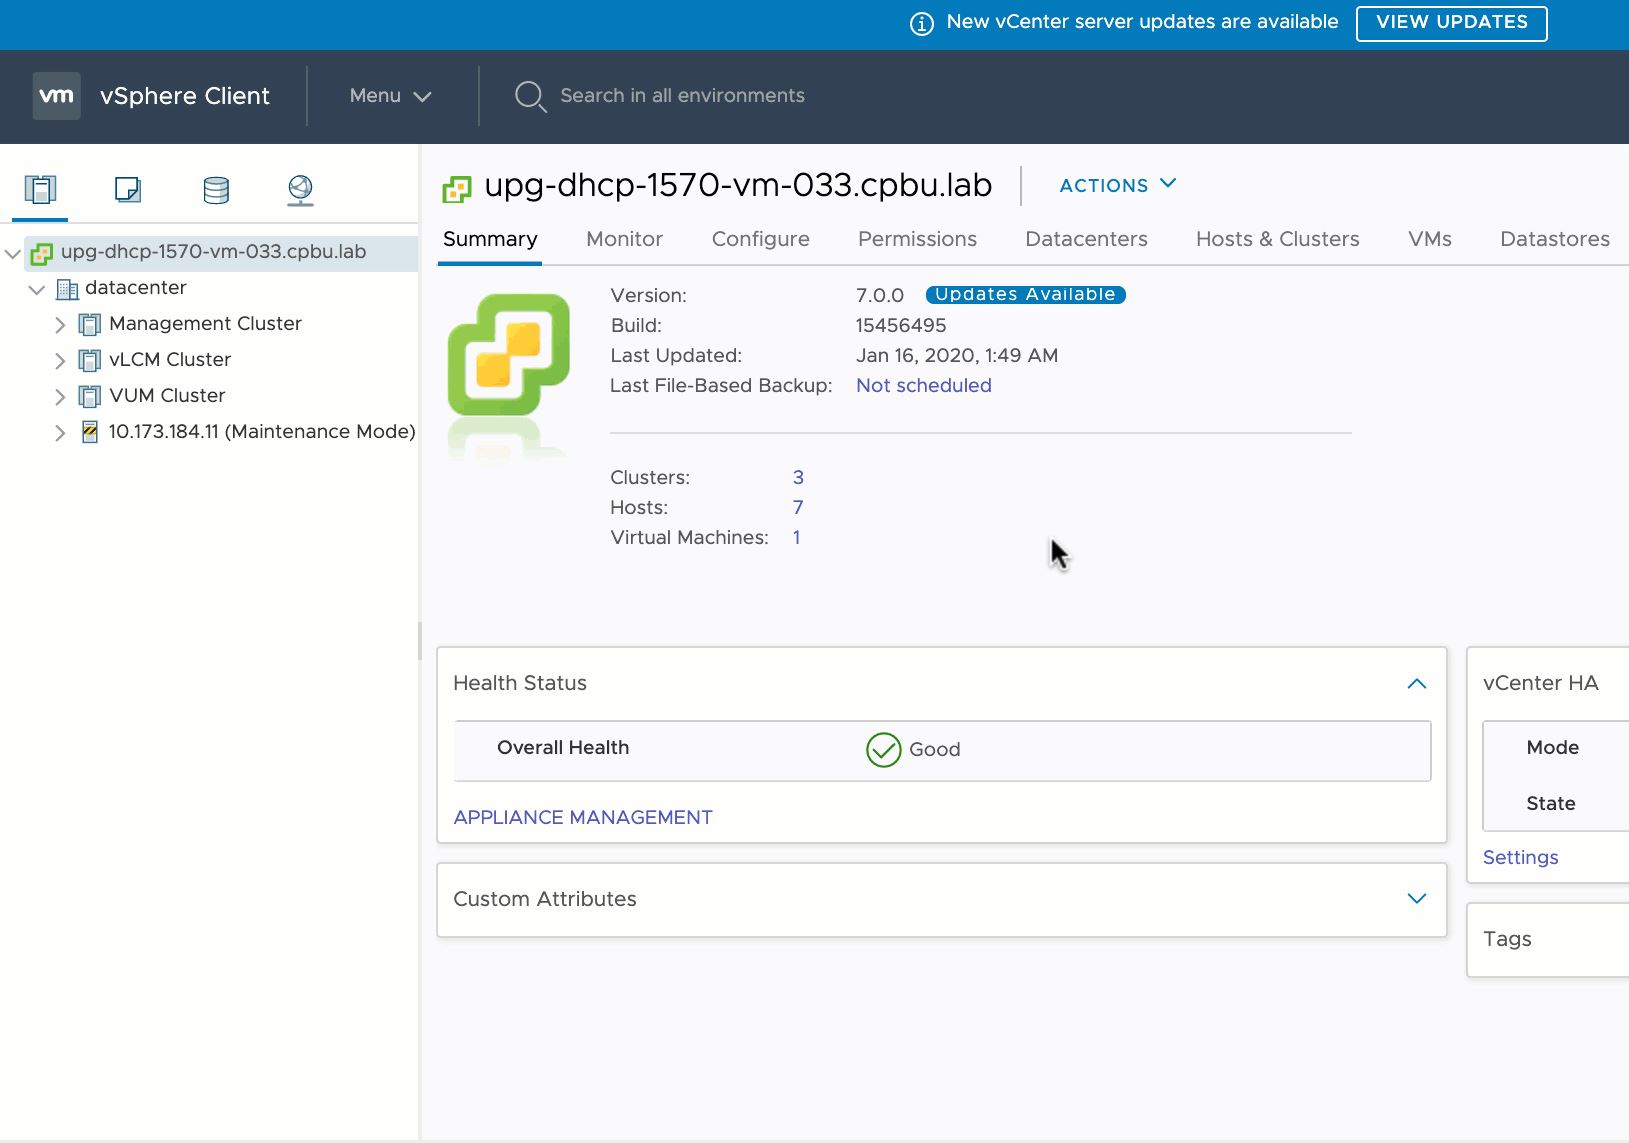 New vCenter server updates are available VIEW UPDATES
vm vSphere Client Menu Search in all environments
upg-dhcp-1570-vm-033.cpbu.lab ACTIONS
Summary Monitor Configure Permissions Datacenters Hosts & Clusters VMs Datastores
upg-dhcp-1570-vm-033.cpbu.lab
datacenter
Management Cluster
vLCM Cluster
VUM Cluster
10.173.184.11 (Maintenance Mode)
Version: 7.0.0 Updates Available
Build: 15456495
Last Updated: Jan 16, 2020, 1:49 AM
Last File-Based Backup: Not scheduled
Clusters: 3
Hosts: 7
Virtual Machines: 1
Health Status
Overall Health Good
APPLIANCE MANAGEMENT
Custom Attributes
vCenter HA
Mode
State
Settings
Tags